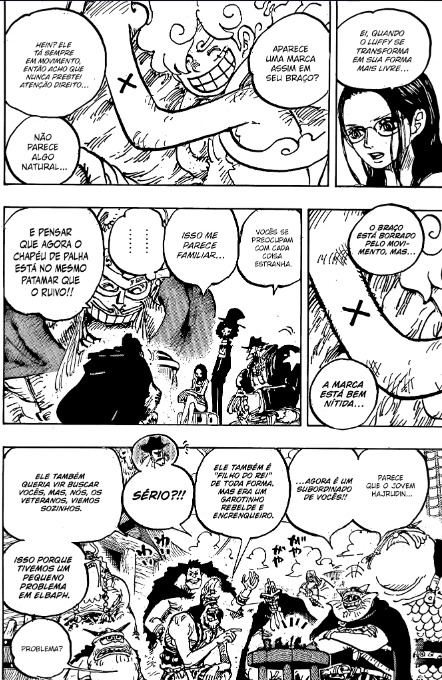 EI, QUANDO
O LUFFY SE
TRANSFORMA
EM SUA FORMA
MAIS LIVRE...
APARECE
UMA MARCA
ASSIM EM
SEU BRAÇO?
HEIN? ELE
TÁ SEMPRE
EM MOVIMENTO,
ENTÃO ACHO QUE
NUNCA PRESTEI
ATENÇÃO DIREITO...
NÃO
PARECE
ALGO
NATURAL...
O BRAÇO
ESTÁ BORRADO
PELO MOVI-
MENTO, MAS...
A MARCA
ESTÁ BEM
NÍTIDA...
VOCÊS SE
PREOCUPAM
COM CADA
COISA
ESTRANHA.
ISSO ME
PARECE
FAMILIAR...
......
E PENSAR
QUE AGORA O
CHAPÉU DE PALHA
ESTÁ NO MESMO
PATAMAR QUE
O RUIVO!!
PARECE
QUE O JOVEM
HAJRUDIN...
...AGORA É UM
SUBORDINADO
DE VOCÊS!!
ELE TAMBÉM É
"FILHO DO REI"
DE TODA FORMA.
MAS ERA UM
GAROTINHO
REBELDE E
ENCRENQUEIRO.
SÉRIO?!!
ELE TAMBÉM
QUERIA VIR BUSCAR
VOCÊS, MAS, NÓS, OS
VETERANOS, VIEMOS
SOZINHOS.
ISSO PORQUE
TIVEMOS UM
PEQUENO
PROBLEMA
EM ELBAPH.
PROBLEMA?